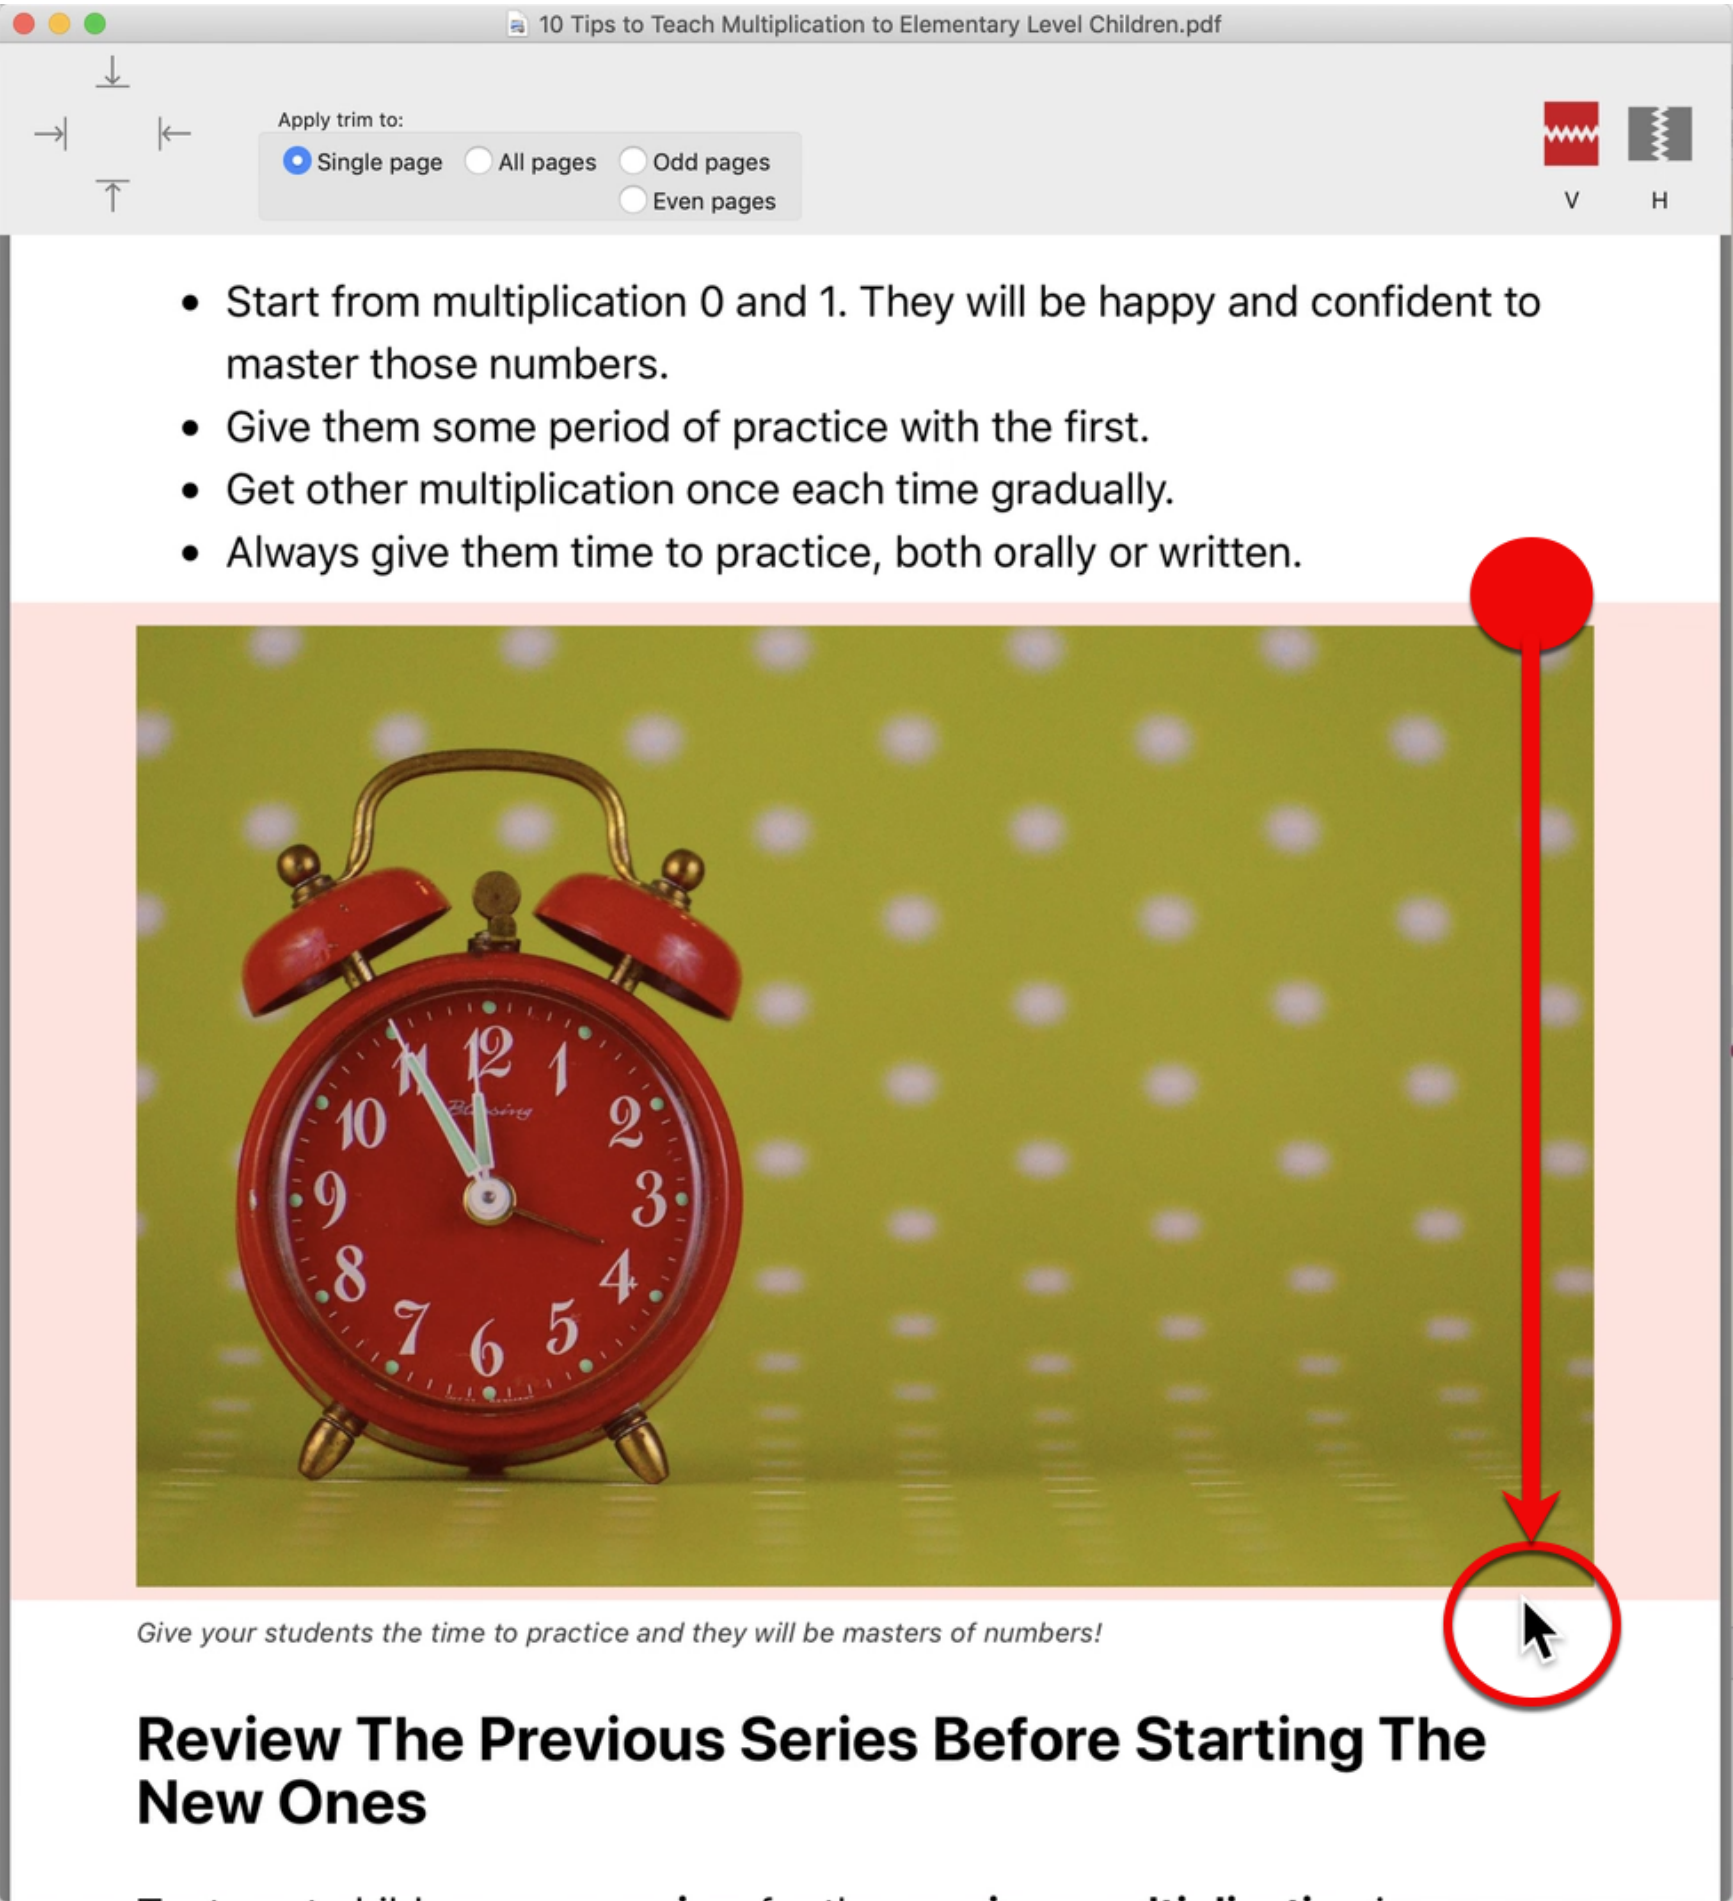 10 Tips to Teach Multiplication to Elementary Level Children.pdf
Apply trim to:
Single page All pages Odd pages
Even pages
V H
• Start from multiplication 0 and 1. They will be happy and confident to
master those numbers.
• Give them some period of practice with the first.
• Get other multiplication once each time gradually.
• Always give them time to practice, both orally or written.
12
11 1
10 2
9 3
8 4
7 5
6
Give your students the time to practice and they will be masters of numbers!
Review The Previous Series Before Starting The
New Ones